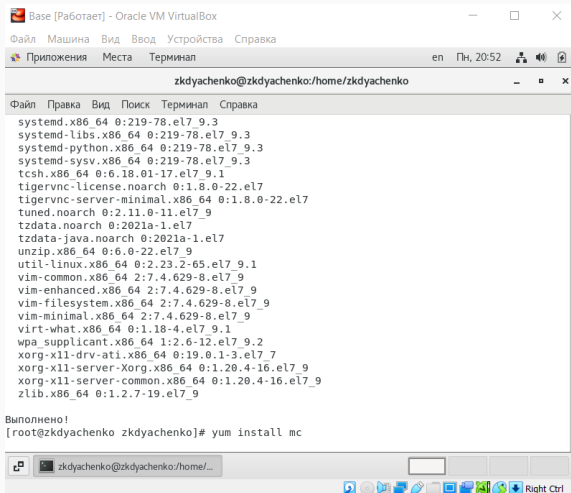 Base [Работает] - Oracle VM VirtualBox
Файл Машина Вид Ввод Устройства Справка
Приложения Места Терминал en Пн, 20:52
zkdyachenko@zkdyachenko:/home/zkdyachenko
Файл Правка Вид Поиск Терминал Справка
systemd.x86_64 0:219-78.el7_9.3
systemd-libs.x86_64 0:219-78.el7_9.3
systemd-python.x86_64 0:219-78.el7_9.3
systemd-sysv.x86_64 0:219-78.el7_9.3
tcsh.x86_64 0:6.18.01-17.el7_9.1
tigervnc-license.noarch 0:1.8.0-22.el7
tigervnc-server-minimal.x86_64 0:1.8.0-22.el7
tuned.noarch 0:2.11.0-11.el7_9
tzdata.noarch 0:2021a-1.el7
tzdata-java.noarch 0:2021a-1.el7
unzip.x86_64 0:6.0-22.el7_9
util-linux.x86_64 0:2.23.2-65.el7_9.1
vim-common.x86_64 2:7.4.629-8.el7_9
vim-enhanced.x86_64 2:7.4.629-8.el7_9
vim-filesystem.x86_64 2:7.4.629-8.el7_9
vim-minimal.x86_64 2:7.4.629-8.el7_9
virt-what.x86_64 0:1.18-4.el7_9.1
wpa_supplicant.x86_64 1:2.6-12.el7_9.2
xorg-x11-drv-ati.x86_64 0:19.0.1-3.el7_7
xorg-x11-server-Xorg.x86_64 0:1.20.4-16.el7_9
xorg-x11-server-common.x86_64 0:1.20.4-16.el7_9
zlib.x86_64 0:1.2.7-19.el7_9
Выполнено!
[root@zkdyachenko zkdyachenko]# yum install mc
zkdyachenko@zkdyachenko:/home/...
Right Ctrl